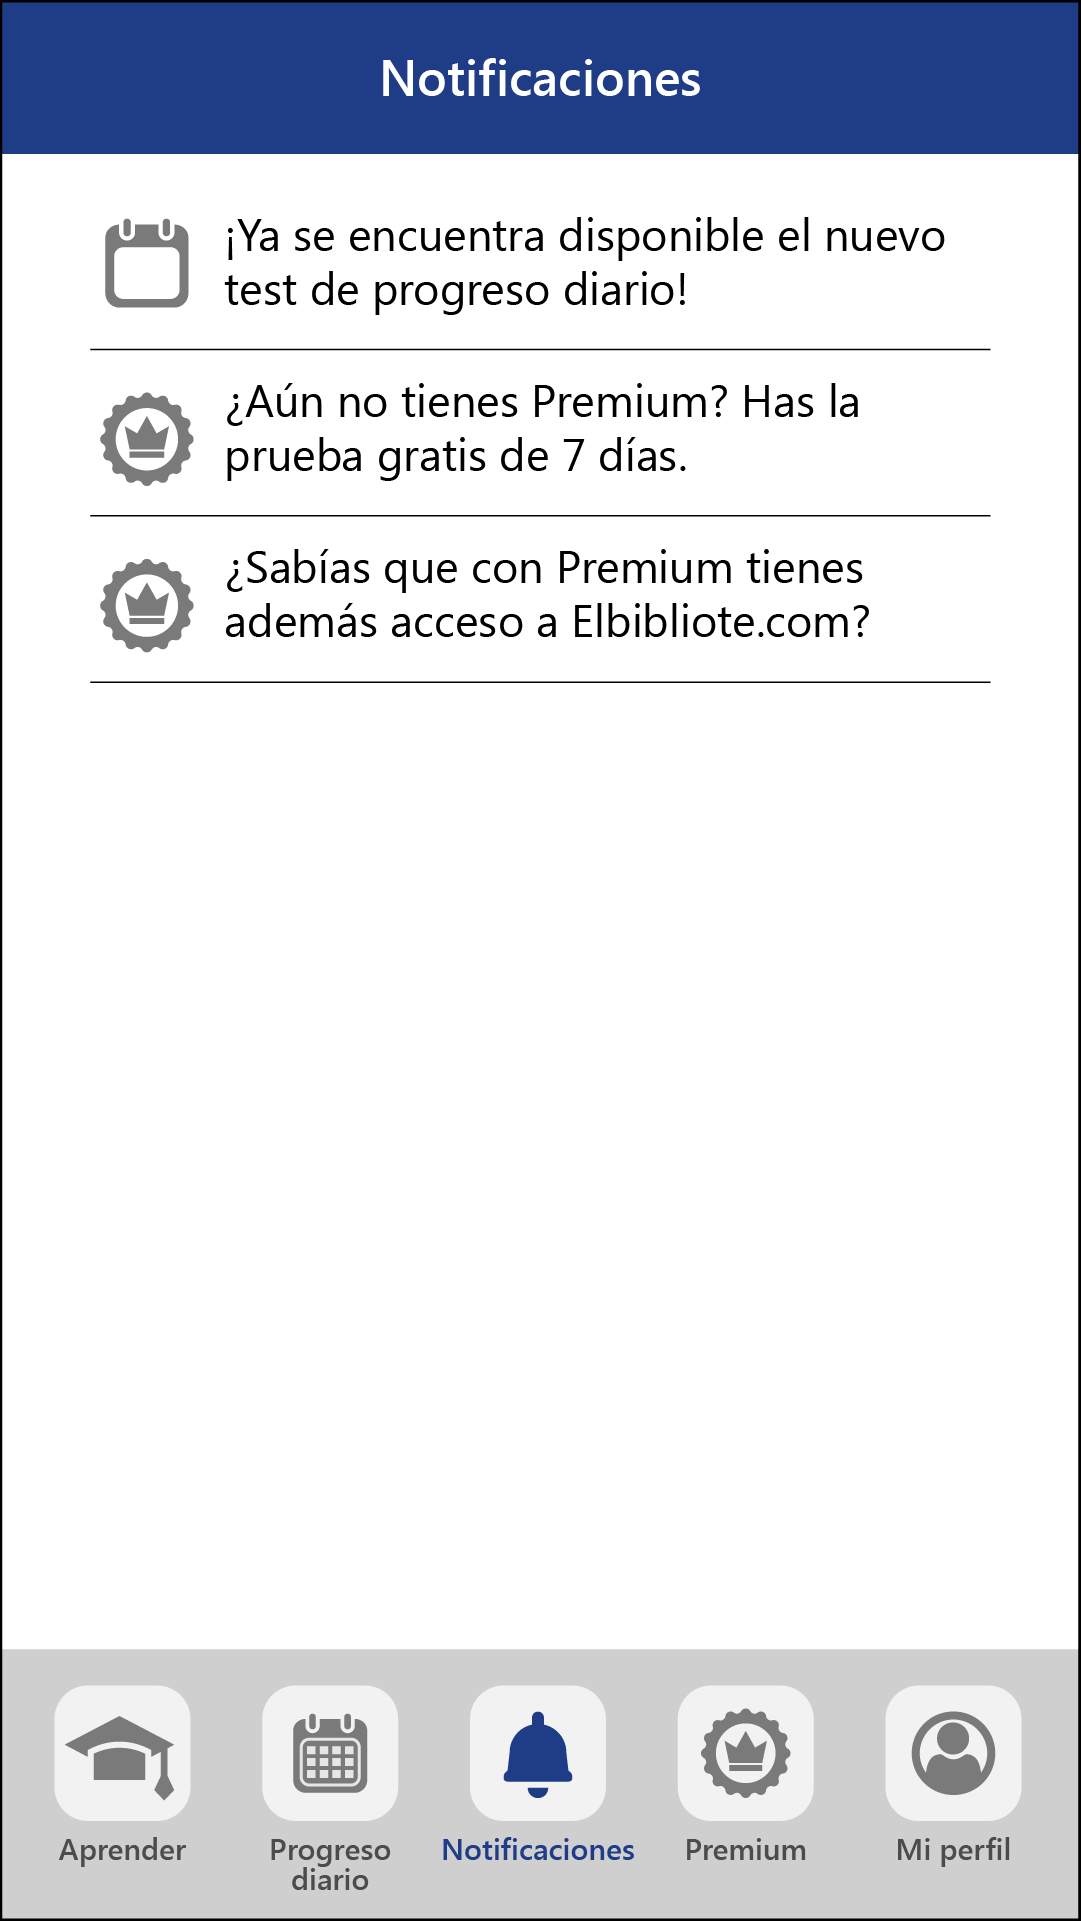 Notificaciones
¡Ya se encuentra disponible el nuevo
test de progreso diario!
¿Aún no tienes Premium? Has la
prueba gratis de 7 días.
¿Sabías que con Premium tienes
además acceso a Elbibliote.com?
Aprender
Progreso
diario
Notificaciones
Premium
Mi perfil